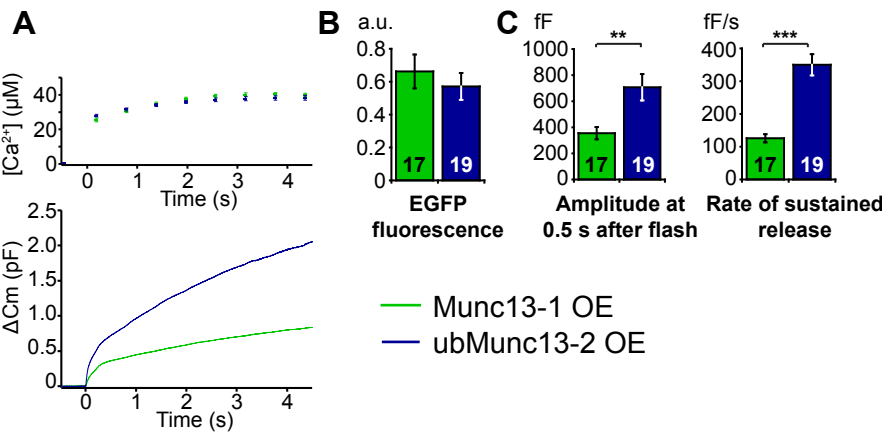 A
[Ca²⁺] (µM)
40
20
0
0 1 2 3 4
Time (s)
ΔCm (pF)
2.5
2.0
1.5
1.0
0.5
0
0 1 2 3 4
Time (s)
B
a.u.
0.8
0.6
0.4
0.2
0
17 19
EGFP
fluorescence
C
fF
1000
800
600
400
200
0
**
17 19
Amplitude at
0.5 s after flash
fF/s
400
300
200
100
0
***
17 19
Rate of sustained
release
Munc13-1 OE
ubMunc13-2 OE